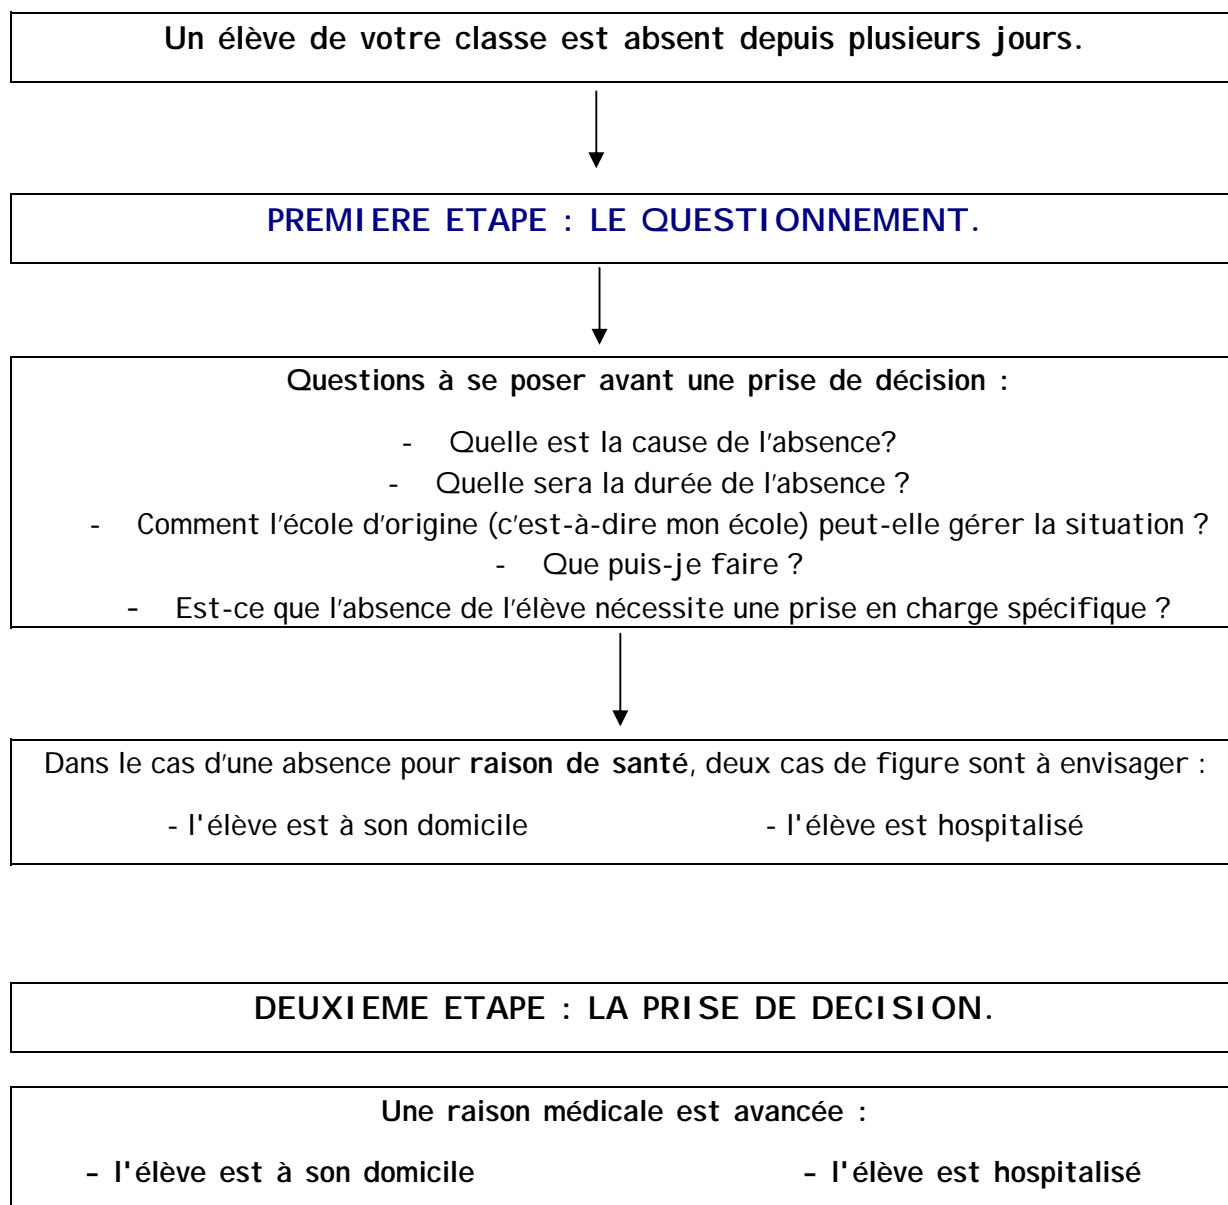 Un élève de votre classe est absent depuis plusieurs jours.
PREMIERE ETAPE : LE QUESTIONNEMENT.
Questions à se poser avant une prise de décision :
- Quelle est la cause de l'absence?
- Quelle sera la durée de l'absence ?
- Comment l'école d'origine (c'est-à-dire mon école) peut-elle gérer la situation ?
- Que puis-je faire ?
- Est-ce que l'absence de l'élève nécessite une prise en charge spécifique ?
Dans le cas d'une absence pour raison de santé, deux cas de figure sont à envisager :
- l'élève est à son domicile - l'élève est hospitalisé
DEUXIEME ETAPE : LA PRISE DE DECISION.
Une raison médicale est avancée :
- l'élève est à son domicile - l'élève est hospitalisé